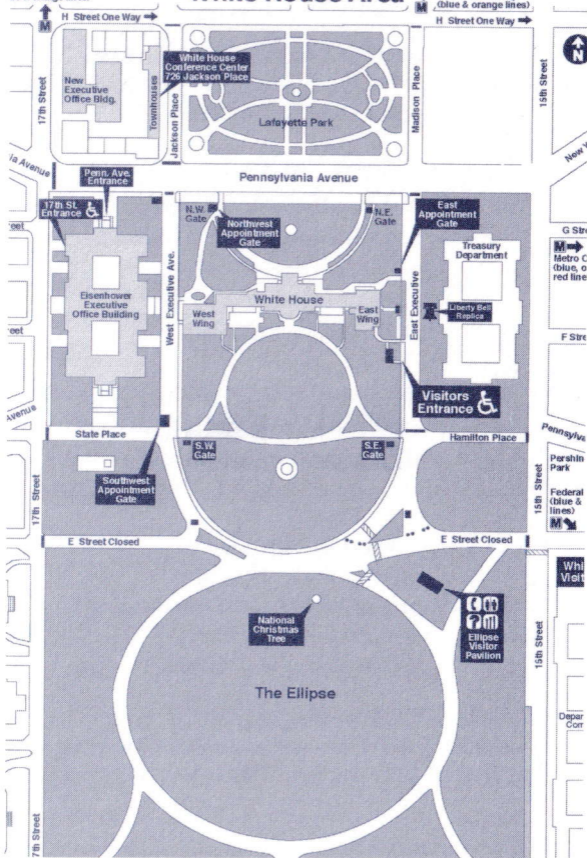 White House Area
(blue & orange lines)
M
M
H Street One Way
H Street One Way
N
17th Street
New
Executive
Office Bldg.
Townhouses
White House
Conference Center
726 Jackson Place
Jackson Place
Lafayette Park
Madison Place
15th Street
New Y
ia Avenue
Penn. Ave.
Entrance
Pennsylvania Avenue
17th St.
Entrance
N.W.
Gate
Northwest
Appointment
Gate
N.E.
Gate
East
Appointment
Gate
G Stre
M
Metro C
(blue, o
red line
reet
Treasury
Department
Eisenhower
Executive
Office Building
West Executive Ave.
West
Wing
White House
East
Wing
East Executive
Liberty Bell
Replica
reet
F Stre
Visitors
Entrance
Avenue
State Place
S.W.
Gate
S.E.
Gate
Hamilton Place
Pennsylva
Southwest
Appointment
Gate
17th Street
15th Street
Pershin
Park
Federal
(blue &
lines)
M
E Street Closed
E Street Closed
Whi
Visit
National
Christmas
Tree
Ellipse
Visitor
Pavilion
15th Street
The Ellipse
Depar
Com
7th Street